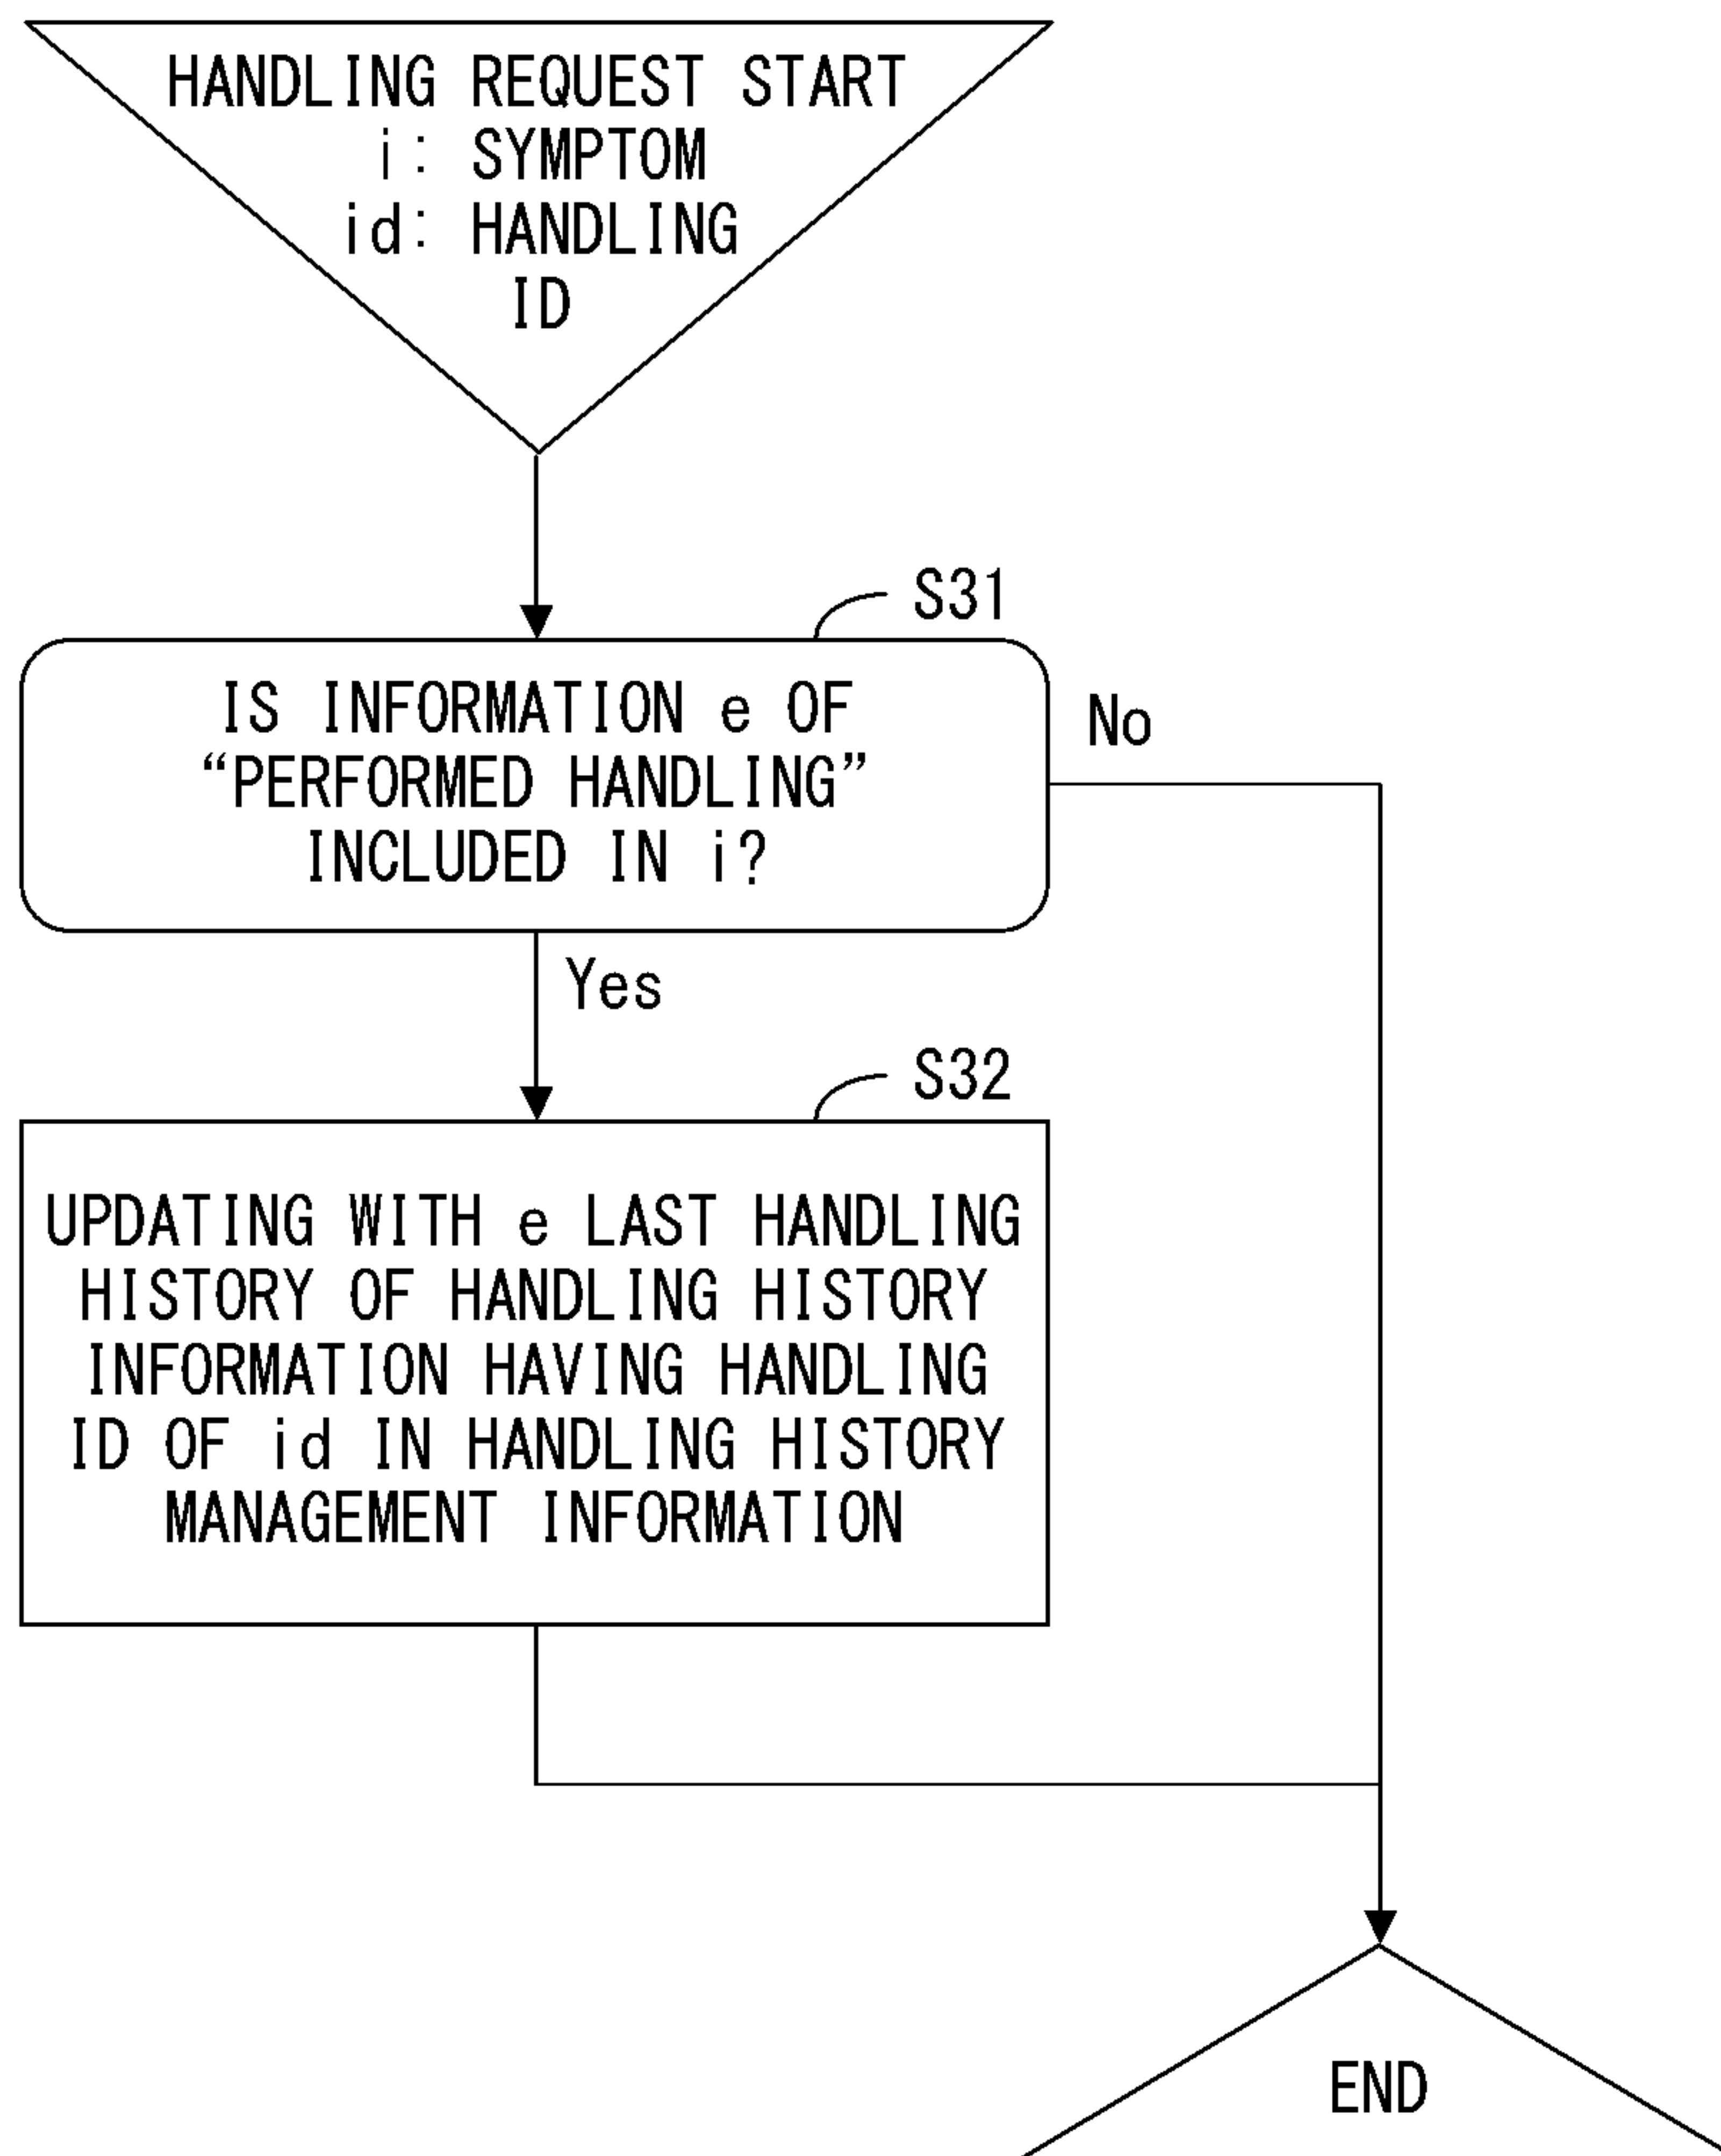 HANDLING REQUEST START
i: SYMPTOM
id: HANDLING
ID
S31
IS INFORMATION e OF
“PERFORMED HANDLING”
INCLUDED IN i?
No
Yes
S32
UPDATING WITH e LAST HANDLING
HISTORY OF HANDLING HISTORY
INFORMATION HAVING HANDLING
ID OF id IN HANDLING HISTORY
MANAGEMENT INFORMATION
END